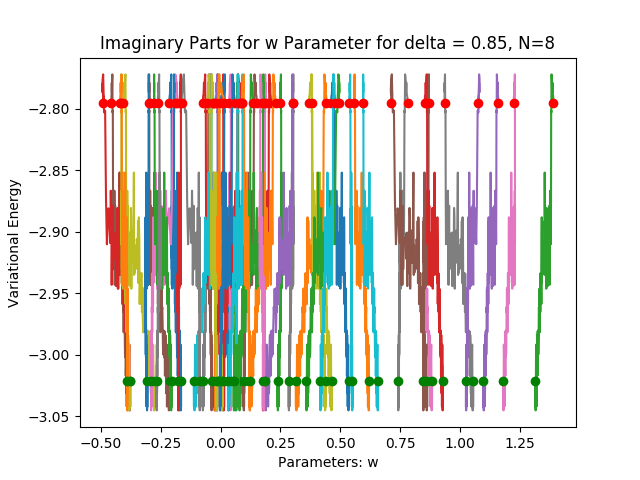 Imaginary Parts for w Parameter for delta = 0.85, N=8
−2.80
−2.85
−2.90
−2.95
−3.00
−3.05
Variational Energy
−0.50 −0.25 0.00 0.25 0.50 0.75 1.00 1.25
Parameters: w